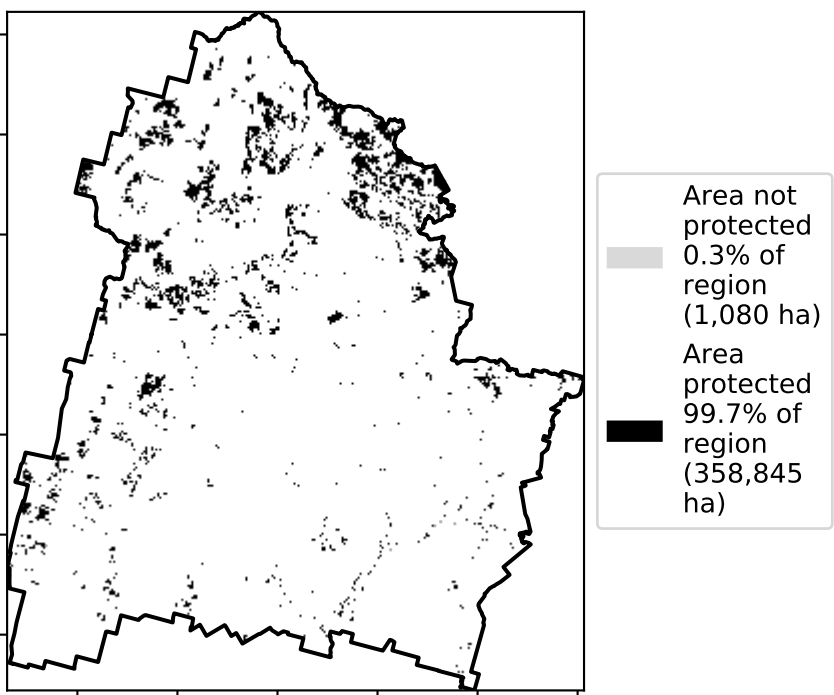 Area not
protected
0.3% of
region
(1,080 ha)
Area
protected
99.7% of
region
(358,845
ha)